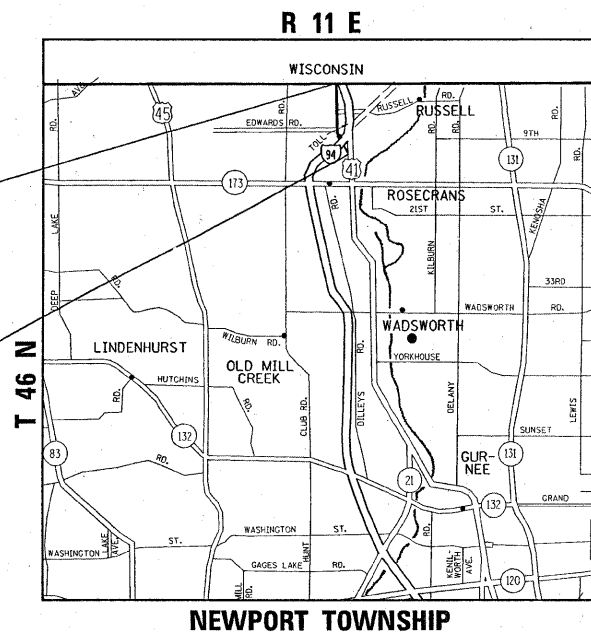 R 11 E
WISCONSIN
AVE.
RD.
45
RD.
EDWARDS RD.
TOLL
94
41
RUSSELL
RD.
RUSSELL
RD.
RD.
RD.
9TH
131
RD.
173
RD.
ROSECRANS
21ST
ST.
KENOSHA
LAKE
DEEP
RD.
KILBURN
33RD
WADSWORTH
RD.
WADSWORTH
WILBURN RD.
YORKHOUSE
T 46 N
LINDENHURST
OLD MILL
CREEK
HUTCHINS
RD.
RD.
CLUB RD.
RD.
DILLEYS
DELANY
LEWIS
SUNSET
132
83
RD.
GUR-
NEE
131
21
132
GRAND
WASHINGTON
LAKE
AVE.
ST.
WASHINGTON
ST.
HUNT
GAGES LAKE
RD.
MILL
RD.
RD.
KENIL-
WORTH
AVE.
120
NEWPORT TOWNSHIP